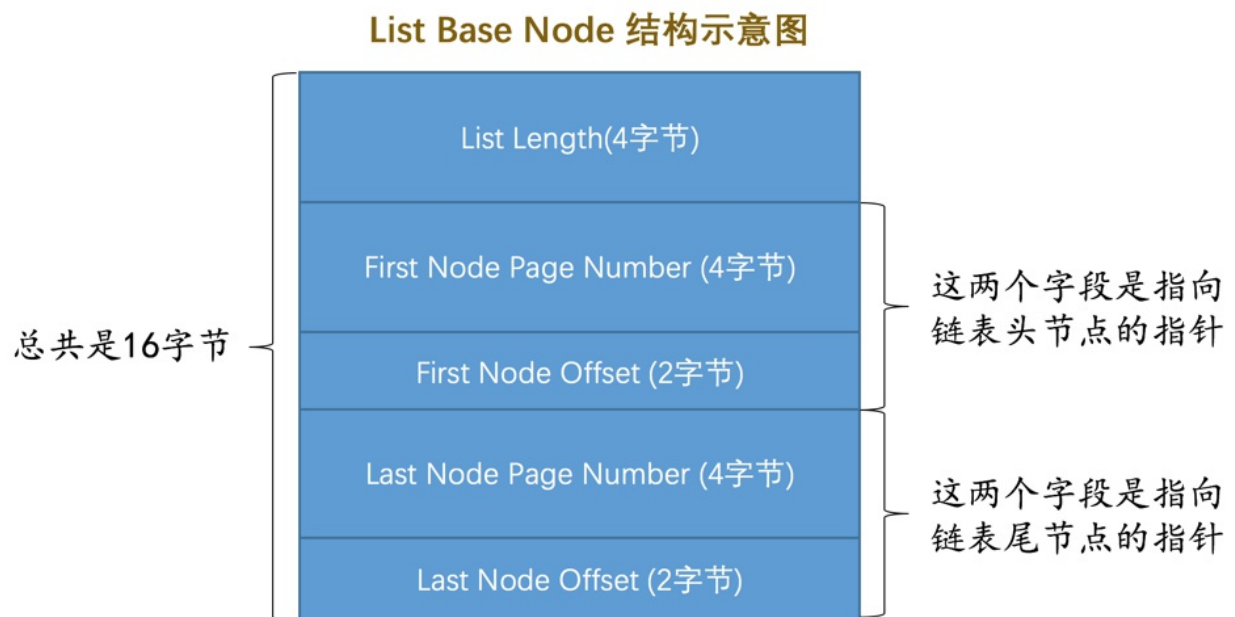 List Base Node 结构示意图
List Length(4字节)
First Node Page Number (4字节)
First Node Offset (2字节)
Last Node Page Number (4字节)
Last Node Offset (2字节)
总共是16字节
这两个字段是指向
链表头节点的指针
这两个字段是指向
链表尾节点的指针